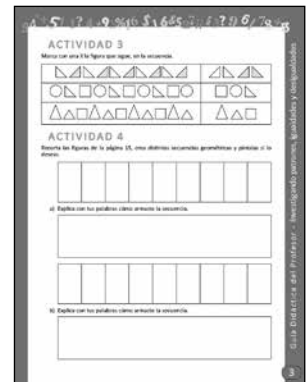 ACTIVIDAD 3
Marca con una X la figura que sigue, en la secuencia.
ACTIVIDAD 4
Recorta las figuras de la página 15, crea distintas secuencias geométricas y píntalas si lo
deseas.
a) Explica con tus palabras cómo armaste la secuencia.
b) Explica con tus palabras cómo armaste la secuencia.
Guía Didáctica del Profesor - Investigando patrones, igualdades y desigualdades
3